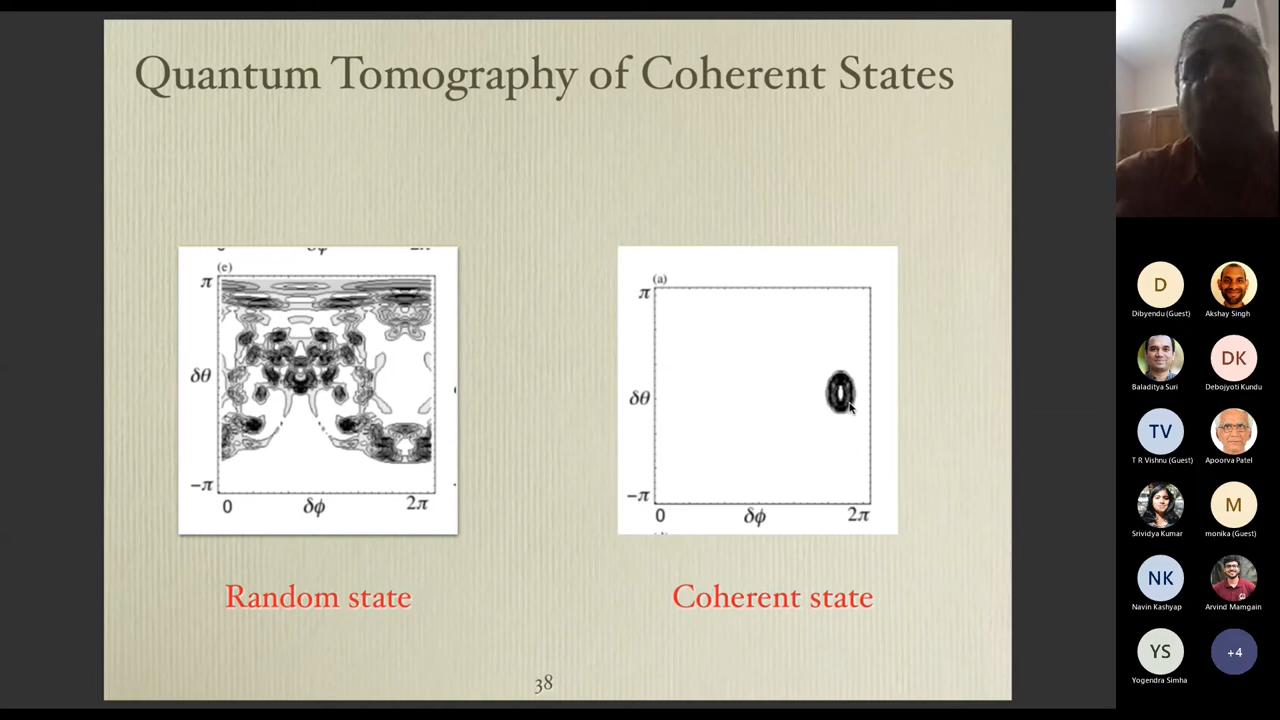 Quantum Tomography of Coherent States
(e)
π
δθ
−π
0
δϕ
2π
(a)
π
δθ
−π
0
δϕ
2π
Random state
Coherent state
38
D
Dibyendu (Guest)
Akshay Singh
Baladitya Suri
DK
Debojyoti Kundu
TV
T R Vishnu (Guest)
Apoorva Patel
Srividya Kumar
M
monika (Guest)
NK
Navin Kashyap
Arvind Mamgain
YS
Yogendra Simha
+4